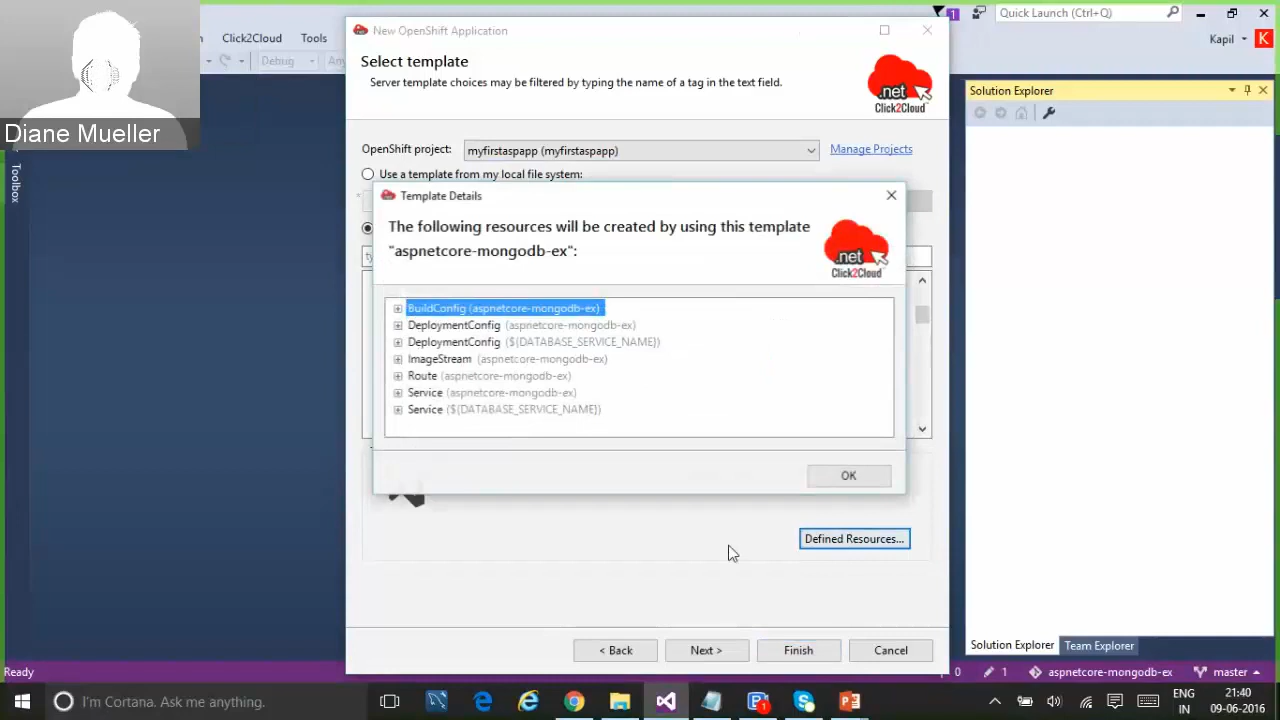 Diane Mueller
Click2Cloud
Tools
Debug
Toolbox
Ready
New OpenShift Application
Select template
Server template choices may be filtered by typing the name of a tag in the text field.
.net
Click2Cloud
OpenShift project:
myfirstaspapp (myfirstaspapp)
Manage Projects
Use a template from my local file system:
Template Details
The following resources will be created by using this template
"aspnetcore-mongodb-ex":
.net
Click2Cloud
BuildConfig (aspnetcore-mongodb-ex)
DeploymentConfig (aspnetcore-mongodb-ex)
DeploymentConfig (${DATABASE_SERVICE_NAME})
ImageStream (aspnetcore-mongodb-ex)
Route (aspnetcore-mongodb-ex)
Service (aspnetcore-mongodb-ex)
Service (${DATABASE_SERVICE_NAME})
OK
Defined Resources...
< Back
Next >
Finish
Cancel
1
Quick Launch (Ctrl+Q)
Kapil
K
Solution Explorer
Solution Explorer
Team Explorer
0
1
aspnetcore-mongodb-ex
master
I'm Cortana. Ask me anything.
1
ENG
IN
21:40
09-06-2016